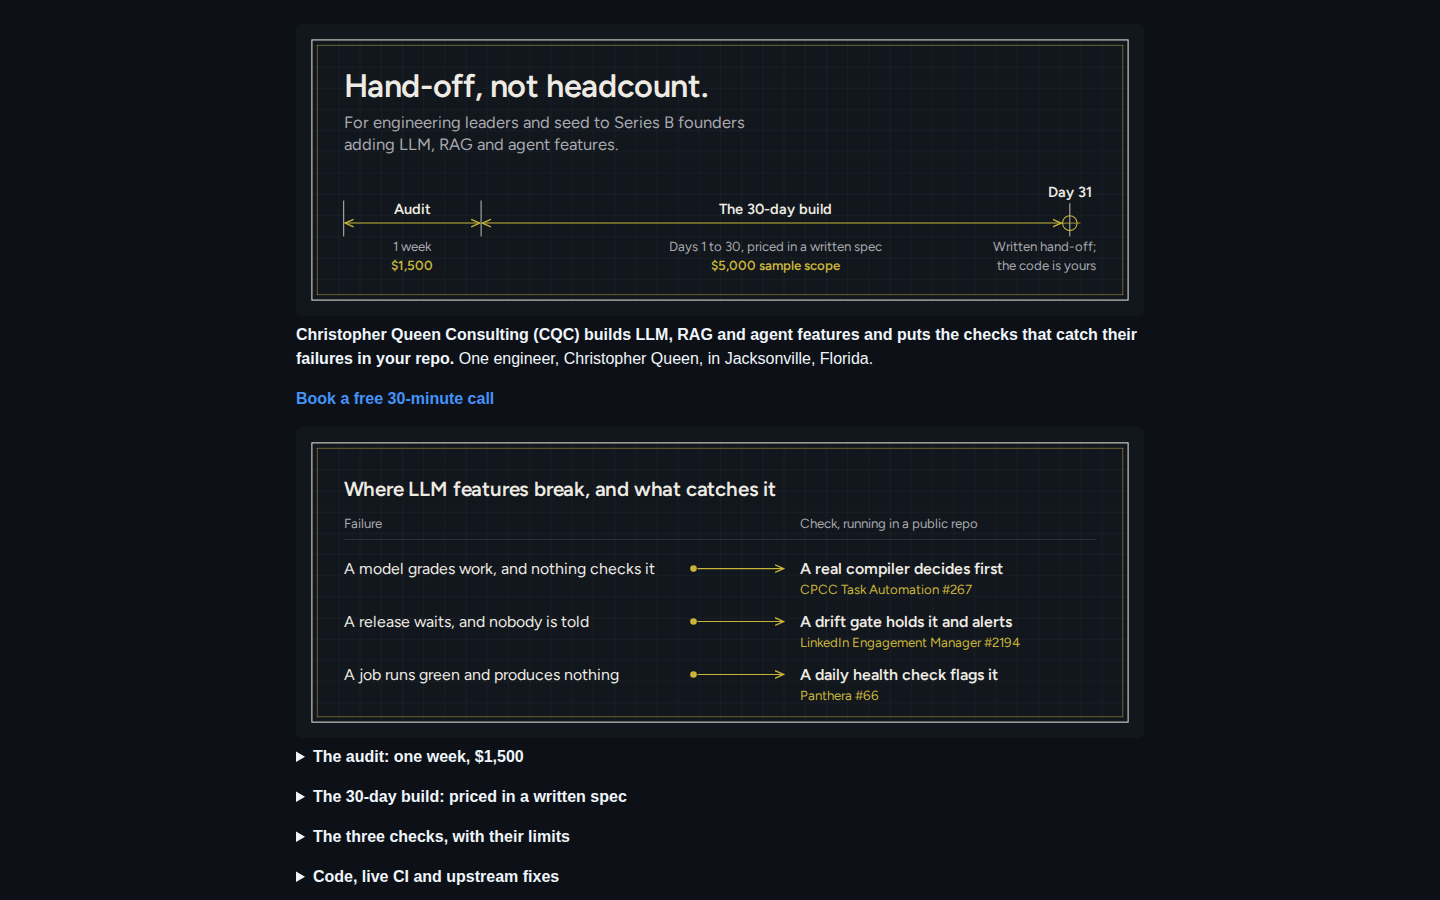 Hand-off, not headcount.
For engineering leaders and seed to Series B founders
adding LLM, RAG and agent features.
Day 31
Audit
The 30-day build
1 week
Days 1 to 30, priced in a written spec
Written hand-off;
$1,500
$5,000 sample scope
the code is yours
Christopher Queen Consulting (CQC) builds LLM, RAG and agent features and puts the checks that catch their
failures in your repo. One engineer, Christopher Queen, in Jacksonville, Florida.
Book a free 30-minute call
Where LLM features break, and what catches it
Failure
Check, running in a public repo
A model grades work, and nothing checks it
A real compiler decides first
CPCC Task Automation #267
A release waits, and nobody is told
A drift gate holds it and alerts
LinkedIn Engagement Manager #2194
A job runs green and produces nothing
A daily health check flags it
Panthera #66
The audit: one week, $1,500
The 30-day build: priced in a written spec
The three checks, with their limits
Code, live CI and upstream fixes